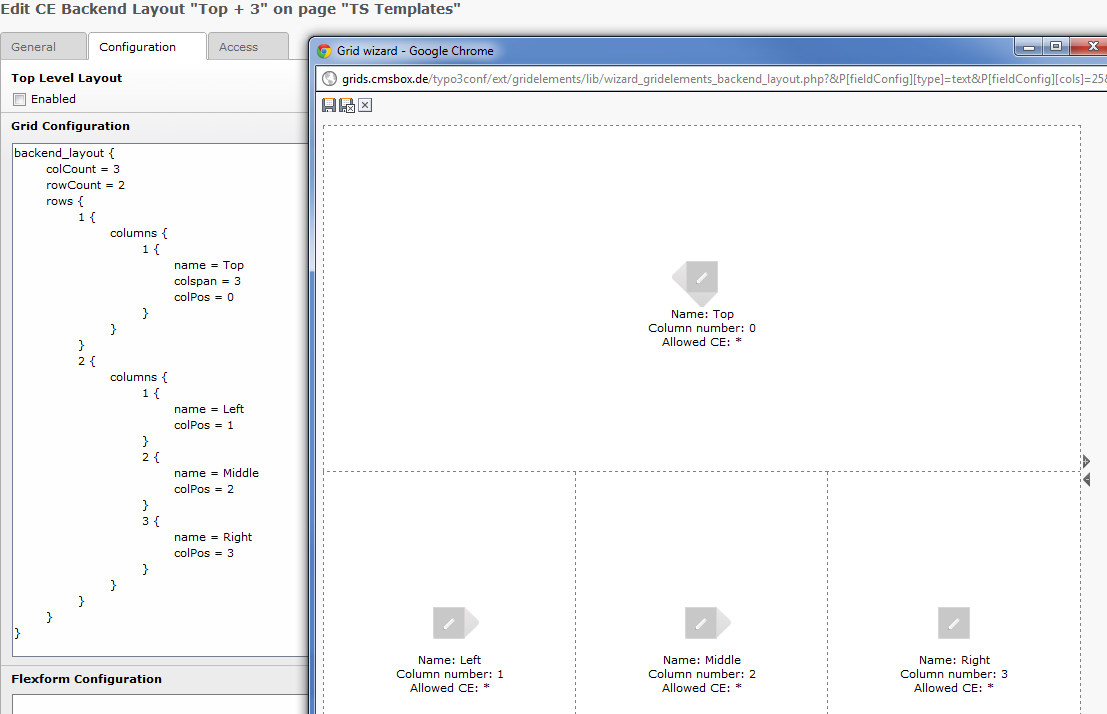 Edit CE Backend Layout "Top + 3" on page "TS Templates"
General
Configuration
Access
Top Level Layout
Enabled
Grid Configuration
backend_layout {
colCount = 3
rowCount = 2
rows {
1 {
columns {
1 {
name = Top
colspan = 3
colPos = 0
}
}
}
2 {
columns {
1 {
name = Left
colPos = 1
}
2 {
name = Middle
colPos = 2
}
3 {
name = Right
colPos = 3
}
}
}
}
}
Flexform Configuration
Grid wizard - Google Chrome
grids.cmsbox.de/typo3conf/ext/gridelements/lib/wizard_gridelements_backend_layout.php?&P[fieldConfig][type]=text&P[fieldConfig][cols]=25&
Name: Top
Column number: 0
Allowed CE: *
Name: Left
Column number: 1
Allowed CE: *
Name: Middle
Column number: 2
Allowed CE: *
Name: Right
Column number: 3
Allowed CE: *